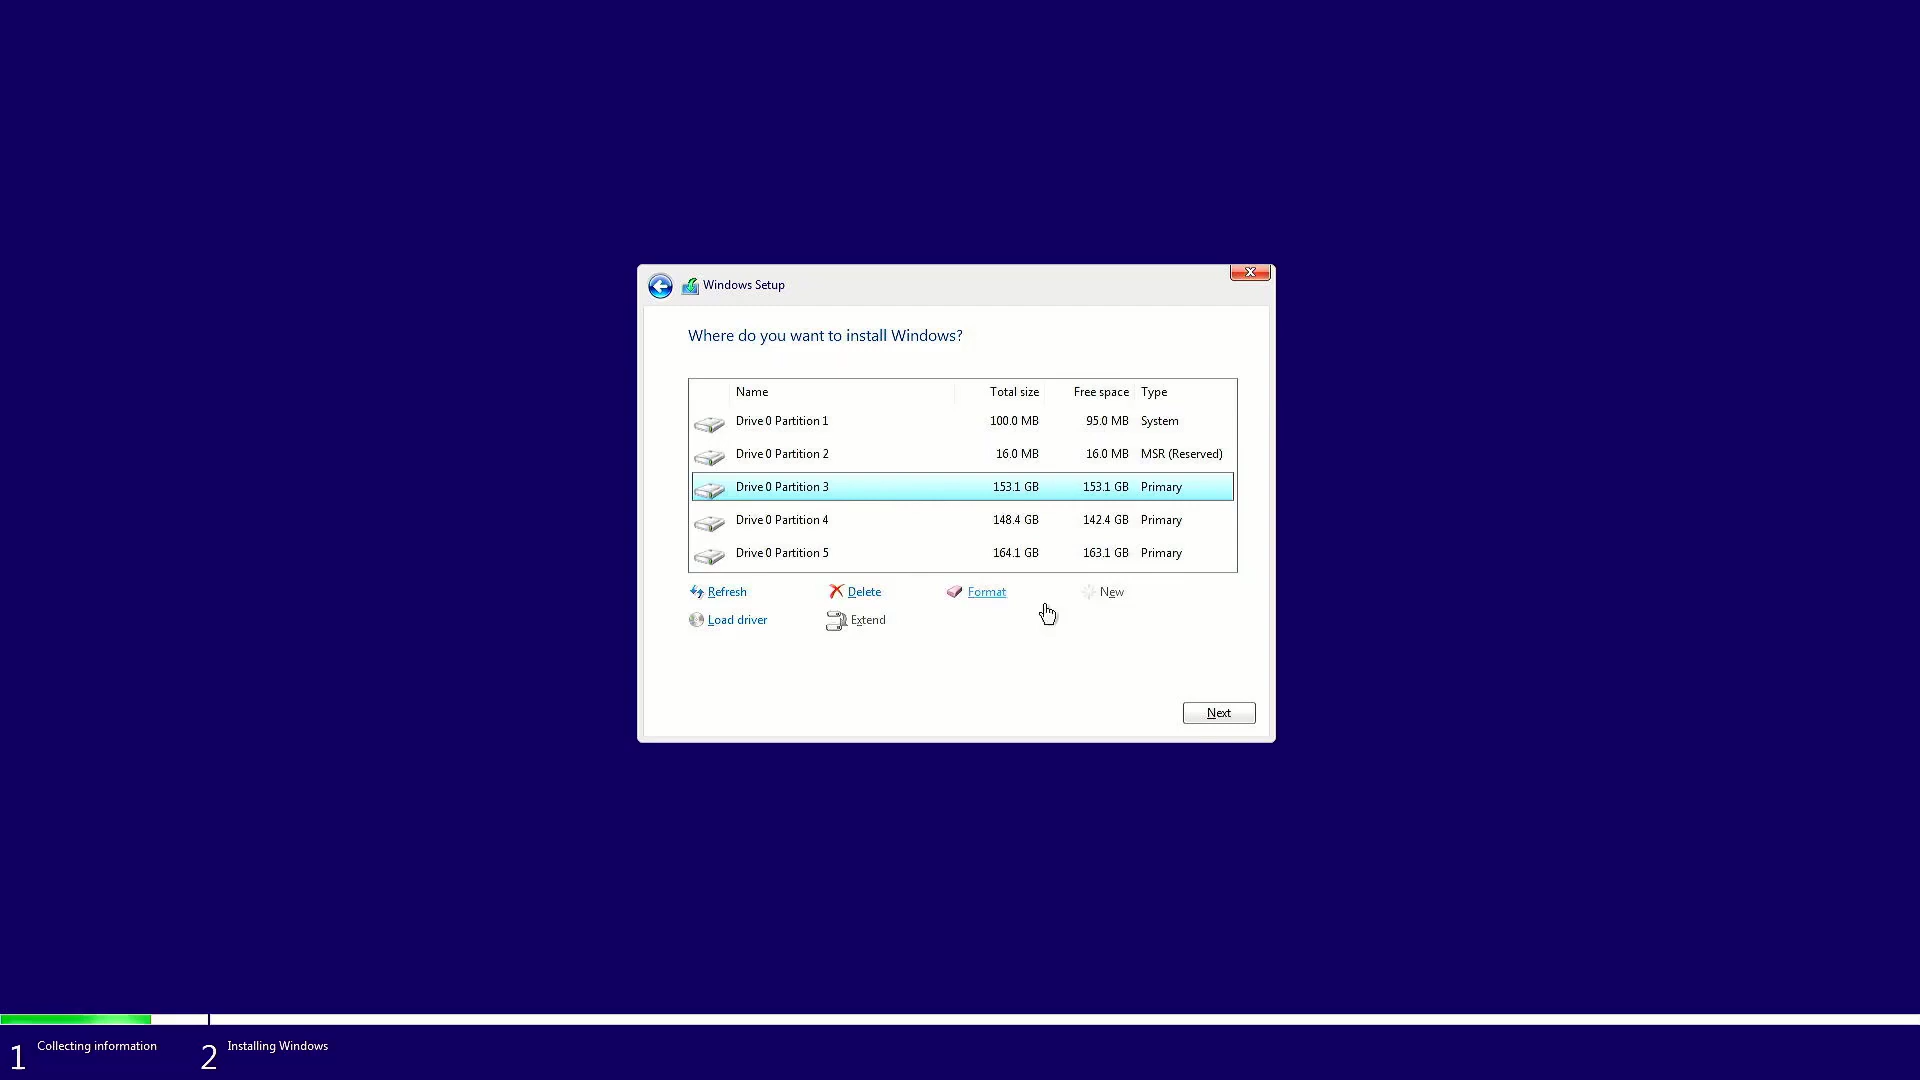 Windows Setup
Where do you want to install Windows?
Name Total size Free space Type
Drive 0 Partition 1 100.0 MB 95.0 MB System
Drive 0 Partition 2 16.0 MB 16.0 MB MSR (Reserved)
Drive 0 Partition 3 153.1 GB 153.1 GB Primary
Drive 0 Partition 4 148.4 GB 142.4 GB Primary
Drive 0 Partition 5 164.1 GB 163.1 GB Primary
Refresh Delete Format New
Load driver Extend
Next
1 Collecting information 2 Installing Windows